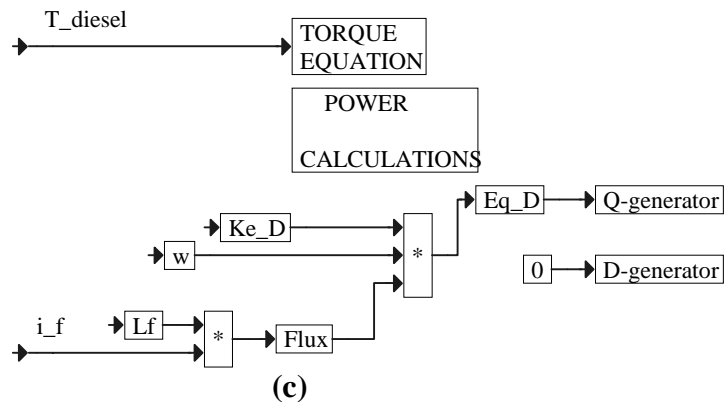 T_diesel
TORQUE
EQUATION
POWER
CALCULATIONS
Eq_D
Q-generator
Ke_D
*
w
0
D-generator
i_f
Lf
*
Flux
(c)